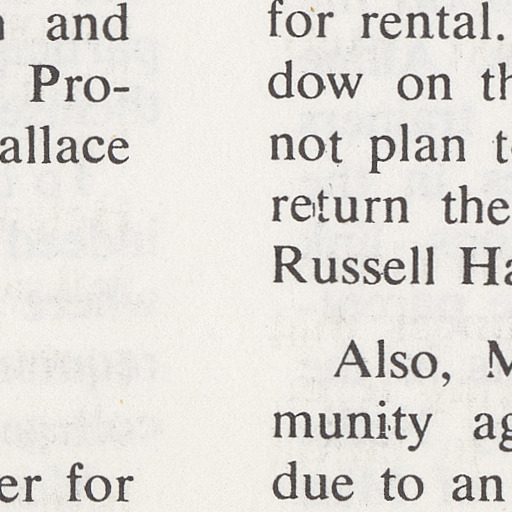 and
Pro-
allace
er for
for rental.
dow on th
not plan t
return the
Russell Ha
Also, M
munity ag
due to an